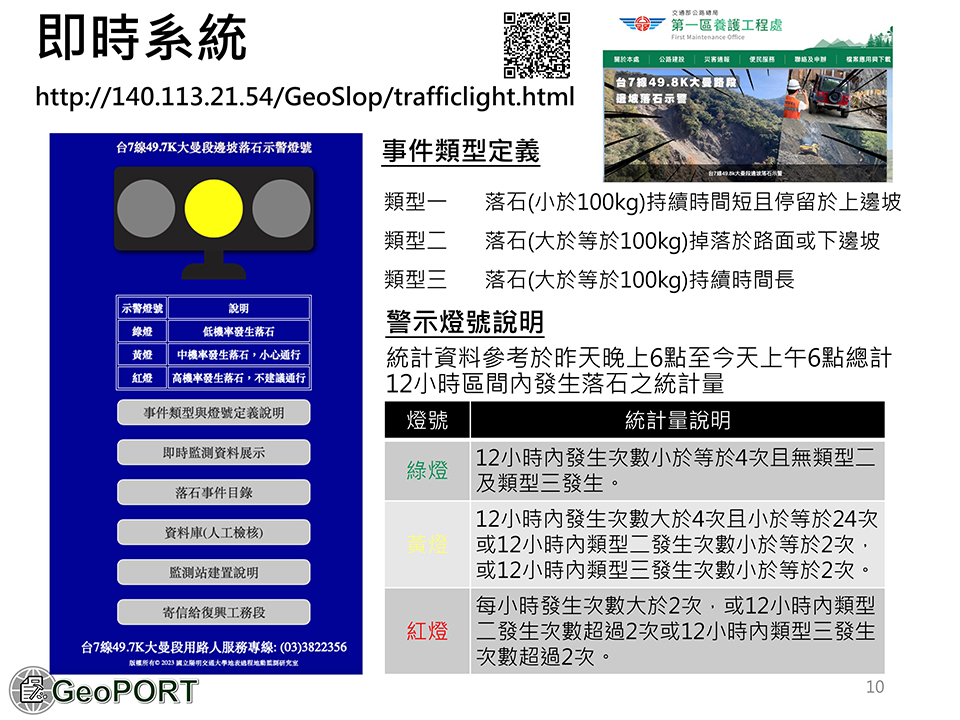 即時系統
http://140.113.21.54/GeoSlop/trafficlight.html
交通部公路總局
第一區養護工程處
First Maintenance Office
關於本處 公路建設 災害通報 便民服務 聯絡及申辦 檔案應用與下載
台7線49.8K大曼路段
邊坡落石示警
台7線49.8k大曼段邊坡落石示警
台7線49.7K大曼段邊坡落石示警燈號
示警燈號 說明
綠燈 低機率發生落石
黃燈 中機率發生落石，小心通行
紅燈 高機率發生落石，不建議通行
事件類型與燈號定義說明
即時監測資料展示
落石事件目錄
資料庫(人工檢核)
監測站建置說明
寄信給復興工務段
台7線49.7K大曼段用路人服務專線: (03)3822356
版權所有© 2023 國立陽明交通大學地表過程地動監測研究室
事件類型定義
類型一 落石(小於100kg)持續時間短且停留於上邊坡
類型二 落石(大於等於100kg)掉落於路面或下邊坡
類型三 落石(大於等於100kg)持續時間長
警示燈號說明
統計資料參考於昨天晚上6點至今天上午6點總計
12小時區間內發生落石之統計量
燈號 統計量說明
綠燈 12小時內發生次數小於等於4次且無類型二
及類型三發生。
黃燈 12小時內發生次數大於4次且小於等於24次
或12小時內類型二發生次數小於等於2次，
或12小時內類型三發生次數小於等於2次。
紅燈 每小時發生次數大於2次，或12小時內類型
二發生次數超過2次或12小時內類型三發生
次數超過2次。
GeoPORT
10